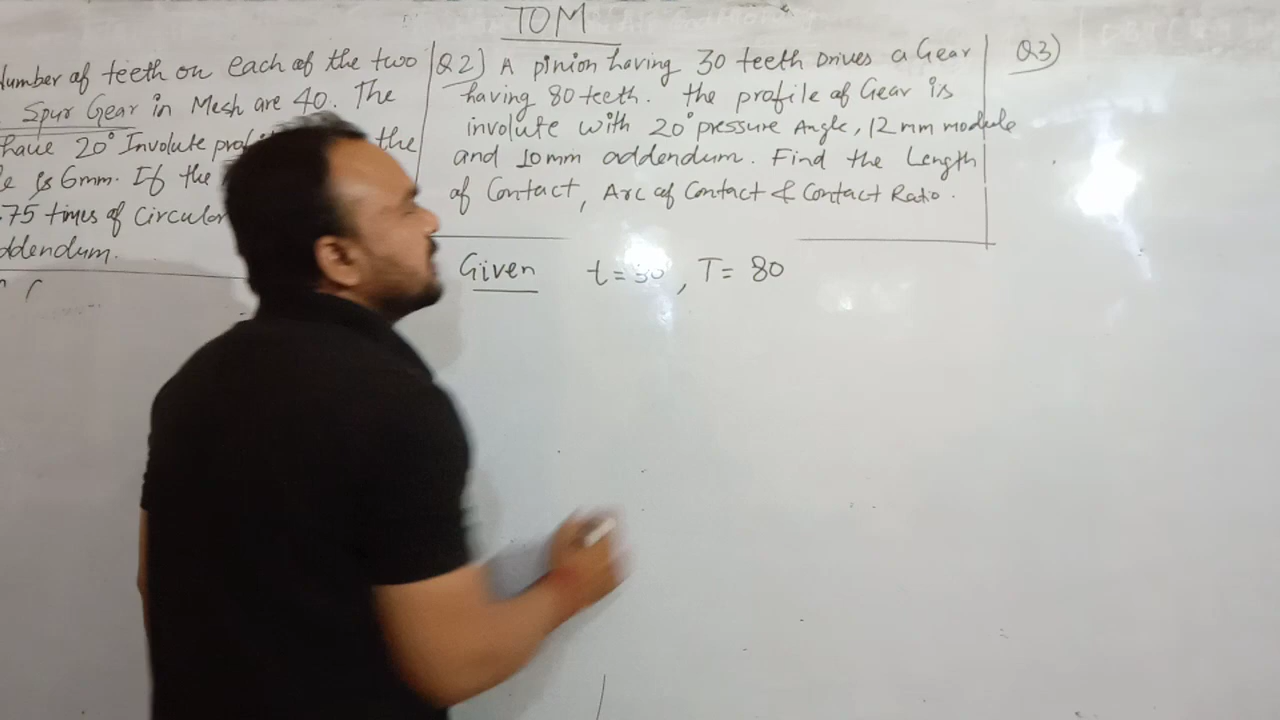 TOM
Number of teeth on each of the two
Spur Gear in Mesh are 40. The
have 20° Involute the
is 6mm. If the
.75 times of Circular
addendum.
Q2) A pinion having 30 teeth Drives a Gear
having 80 teeth. the profile of Gear is
involute with 20° pressure Angle, 12 mm module
and 10mm addendum. Find the Length
of Contact, Arc of Contact & Contact Ratio.
Given t = 30, T = 80
Q3)